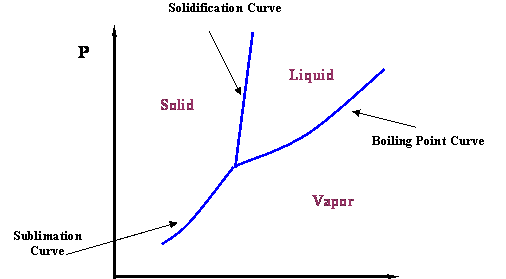 Solidification Curve
P
Liquid
Solid
Boiling Point Curve
Vapor
Sublimation
Curve